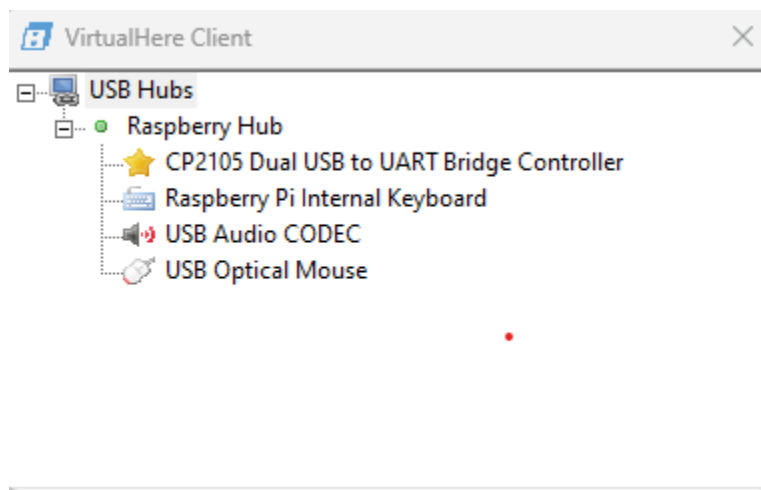 VirtualHere Client
USB Hubs
Raspberry Hub
CP2105 Dual USB to UART Bridge Controller
Raspberry Pi Internal Keyboard
USB Audio CODEC
USB Optical Mouse